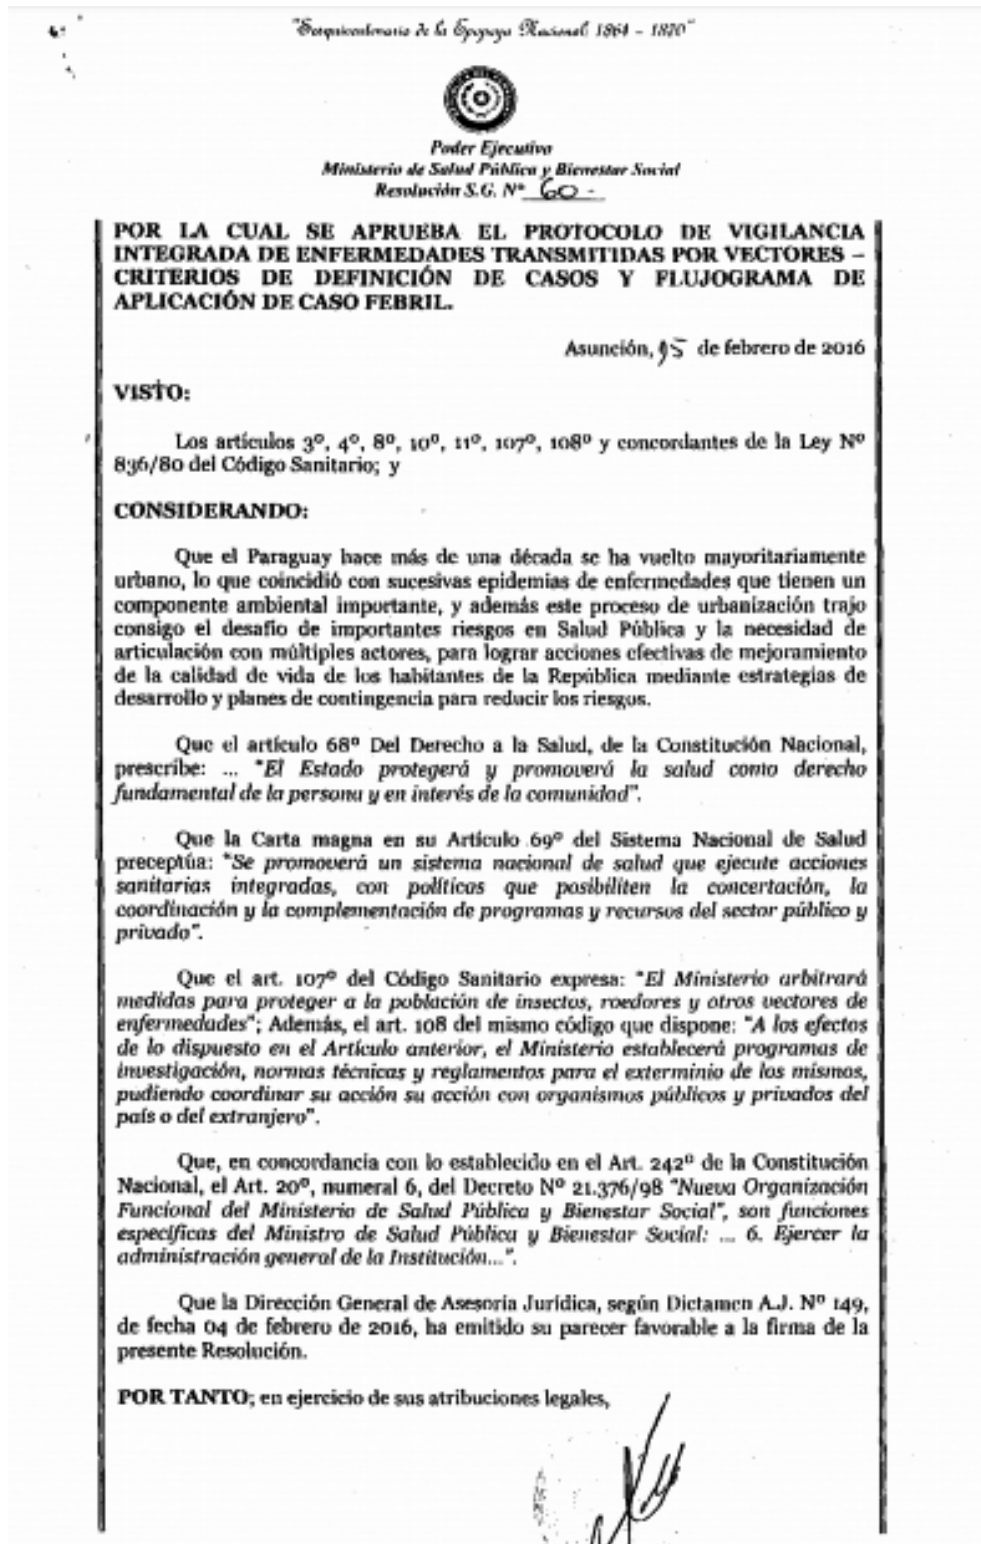 "Sesquicentenario de la Epopeya Nacional 1864 - 1870"
Poder Ejecutivo
Ministerio de Salud Pública y Bienestar Social
Resolución S.G. Nº 60 -
POR LA CUAL SE APRUEBA EL PROTOCOLO DE VIGILANCIA
INTEGRADA DE ENFERMEDADES TRANSMITIDAS POR VECTORES –
CRITERIOS DE DEFINICIÓN DE CASOS Y FLUJOGRAMA DE
APLICACIÓN DE CASO FEBRIL.
Asunción, de febrero de 2016
VISTO:
Los artículos 3º, 4º, 8º, 10º, 11º, 107º, 108º y concordantes de la Ley Nº
836/80 del Código Sanitario; y
CONSIDERANDO:
Que el Paraguay hace más de una década se ha vuelto mayoritariamente
urbano, lo que coincidió con sucesivas epidemias de enfermedades que tienen un
componente ambiental importante, y además este proceso de urbanización trajo
consigo el desafío de importantes riesgos en Salud Pública y la necesidad de
articulación con múltiples actores, para lograr acciones efectivas de mejoramiento
de la calidad de vida de los habitantes de la República mediante estrategias de
desarrollo y planes de contingencia para reducir los riesgos.
Que el artículo 68º Del Derecho a la Salud, de la Constitución Nacional,
prescribe: ... "El Estado protegerá y promoverá la salud como derecho
fundamental de la persona y en interés de la comunidad".
Que la Carta magna en su Artículo 69º del Sistema Nacional de Salud
preceptúa: "Se promoverá un sistema nacional de salud que ejecute acciones
sanitarias integradas, con políticas que posibiliten la concertación, la
coordinación y la complementación de programas y recursos del sector público y
privado".
Que el art. 107º del Código Sanitario expresa: "El Ministerio arbitrará
medidas para proteger a la población de insectos, roedores y otros vectores de
enfermedades"; Además, el art. 108 del mismo código que dispone: "A los efectos
de lo dispuesto en el Artículo anterior, el Ministerio establecerá programas de
investigación, normas técnicas y reglamentos para el exterminio de los mismos,
pudiendo coordinar su acción su acción con organismos públicos y privados del
país o del extranjero".
Que, en concordancia con lo establecido en el Art. 242º de la Constitución
Nacional, el Art. 20º, numeral 6, del Decreto Nº 21.376/98 "Nueva Organización
Funcional del Ministerio de Salud Pública y Bienestar Social", son funciones
específicas del Ministro de Salud Pública y Bienestar Social: ... 6. Ejercer la
administración general de la Institución...".
Que la Dirección General de Asesoría Jurídica, según Dictamen A.J. Nº 149,
de fecha 04 de febrero de 2016, ha emitido su parecer favorable a la firma de la
presente Resolución.
POR TANTO; en ejercicio de sus atribuciones legales,